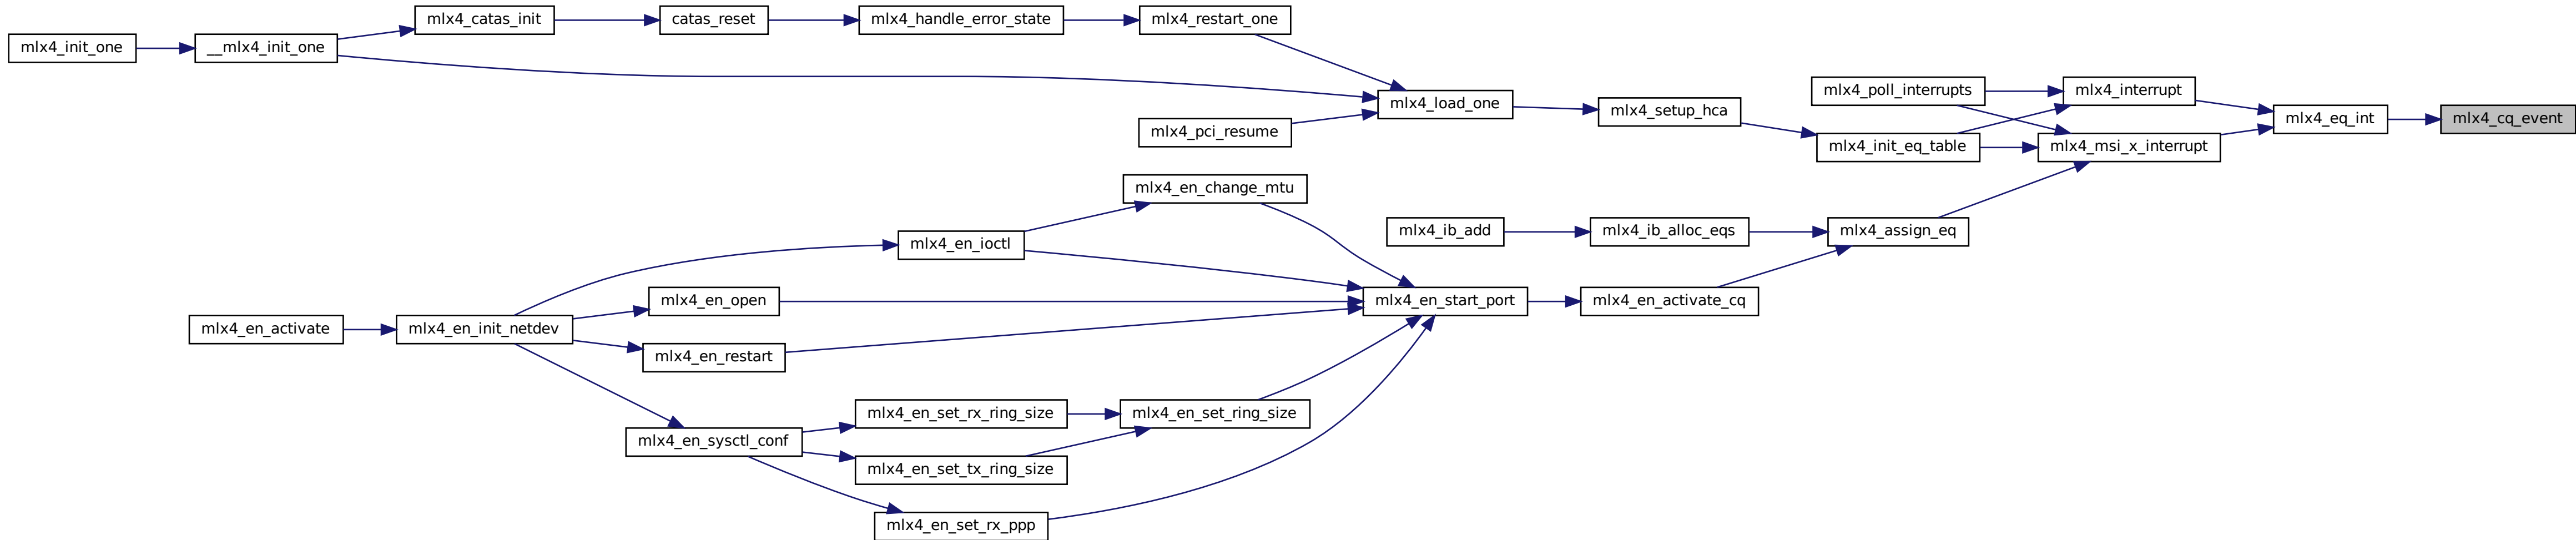 mlx4_init_one
__mlx4_init_one
mlx4_catas_init
catas_reset
mlx4_handle_error_state
mlx4_restart_one
mlx4_load_one
mlx4_pci_resume
mlx4_setup_hca
mlx4_poll_interrupts
mlx4_init_eq_table
mlx4_interrupt
mlx4_msi_x_interrupt
mlx4_eq_int
mlx4_cq_event
mlx4_en_change_mtu
mlx4_ib_add
mlx4_ib_alloc_eqs
mlx4_assign_eq
mlx4_en_ioctl
mlx4_en_open
mlx4_en_start_port
mlx4_en_activate_cq
mlx4_en_activate
mlx4_en_init_netdev
mlx4_en_restart
mlx4_en_sysctl_conf
mlx4_en_set_rx_ring_size
mlx4_en_set_ring_size
mlx4_en_set_tx_ring_size
mlx4_en_set_rx_ppp